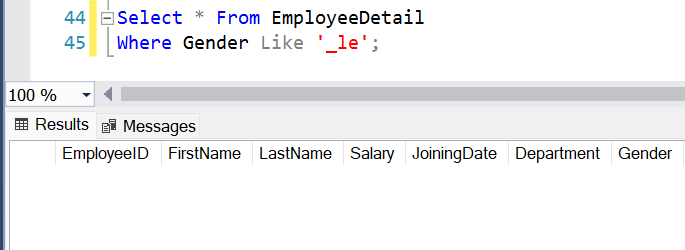 44 Select * From EmployeeDetail
45 Where Gender Like '_le';
100 %
Results Messages
EmployeeID FirstName LastName Salary JoiningDate Department Gender